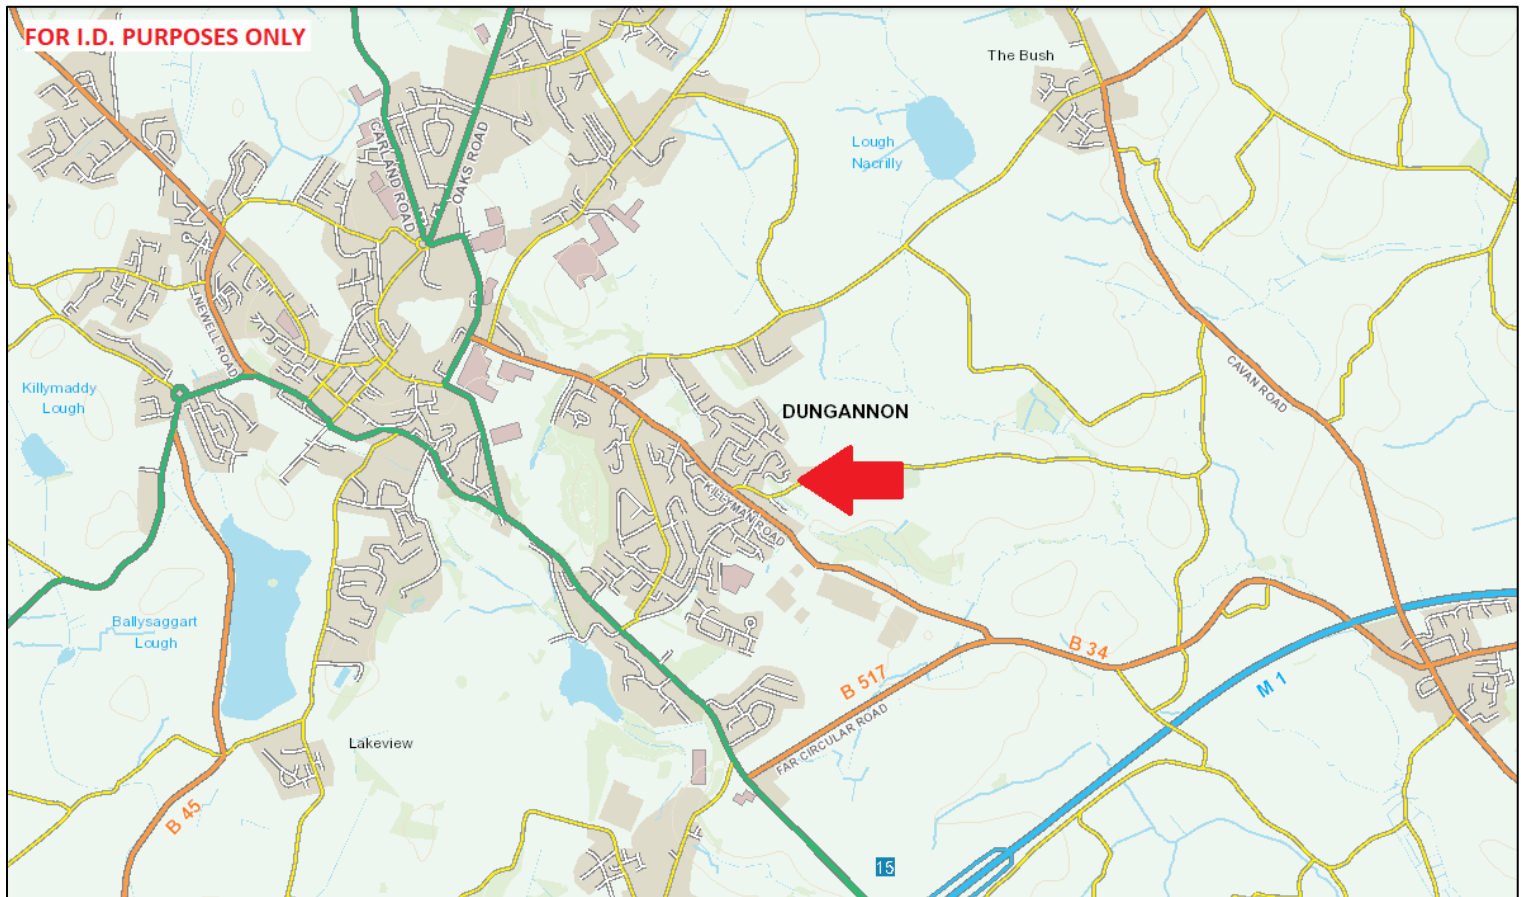 FOR I.D. PURPOSES ONLY
The Bush
CARLAND ROAD
OAKS ROAD
Lough
Nacrilly
NEWELL ROAD
CAVAN ROAD
Killymaddy
Lough
DUNGANNON
KILLYMAN ROAD
Ballysaggart
Lough
B 34
B 517
M 1
FAR CIRCULAR ROAD
Lakeview
B 45
15